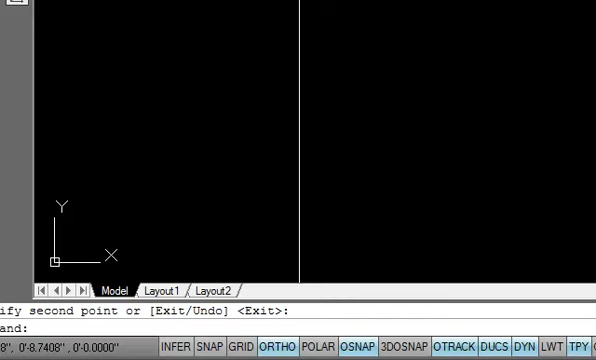 Y
X
Model Layout1 Layout2
ify second point or [Exit/Undo] <Exit>:
and:
8", 0'-8.7408" , 0'-0.0000" INFER SNAP GRID ORTHO POLAR OSNAP 3DOSNAP OTRACK DUCS DYN LWT TPY